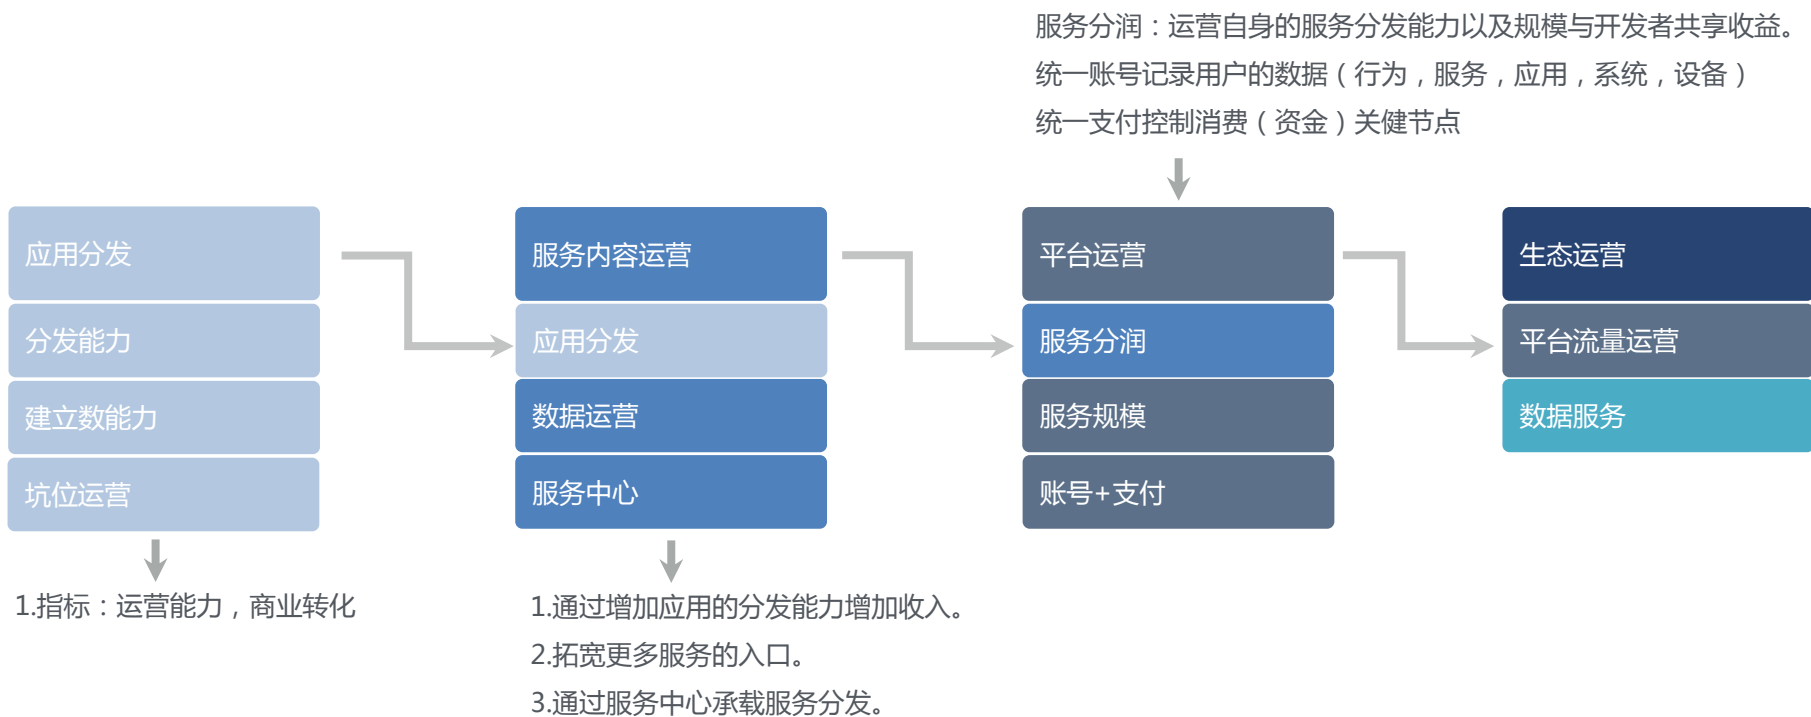 服务分润：运营自身的服务分发能力以及规模与开发者共享收益。
统一账号记录用户的数据（行为，服务，应用，系统，设备）
统一支付控制消费（资金）关健节点
应用分发
分发能力
建立数能力
坑位运营
1.指标：运营能力，商业转化
服务内容运营
应用分发
数据运营
服务中心
1.通过增加应用的分发能力增加收入。
2.拓宽更多服务的入口。
3.通过服务中心承载服务分发。
平台运营
服务分润
服务规模
账号+支付
生态运营
平台流量运营
数据服务